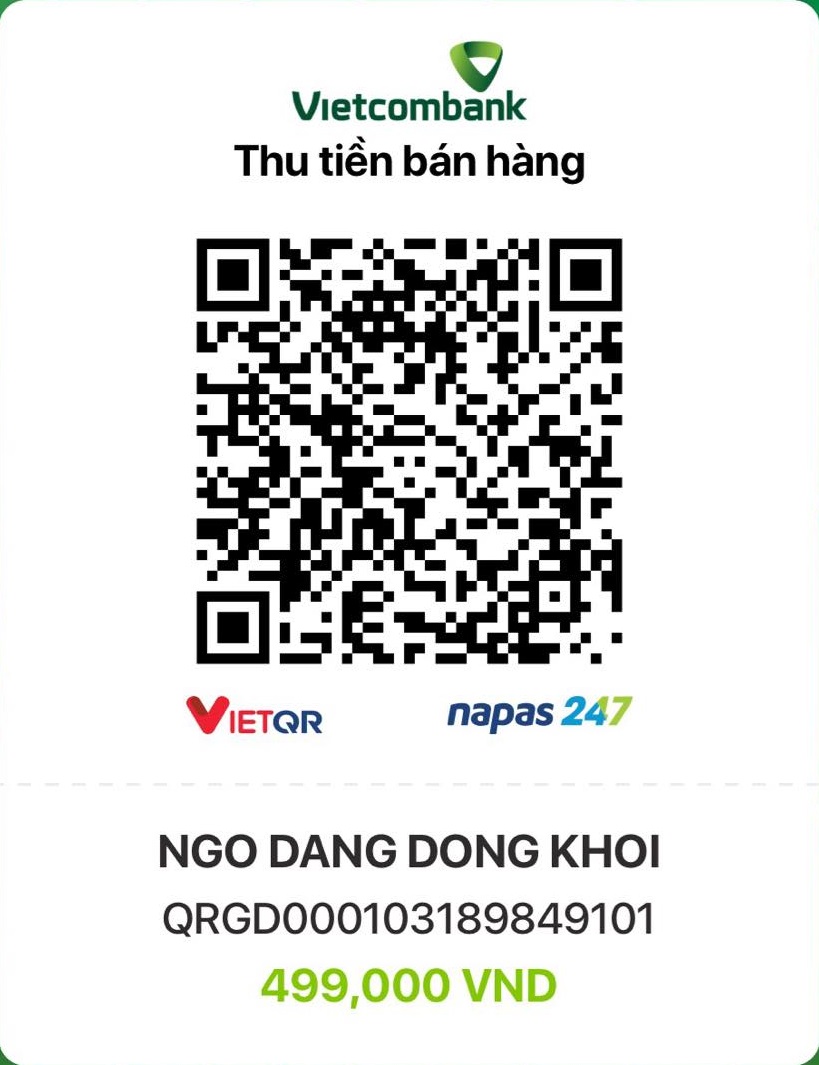 Vietcombank
Thu tiền bán hàng
VIETQR
napas 247
NGO DANG DONG KHOI
QRGD000103189849101
499,000 VND